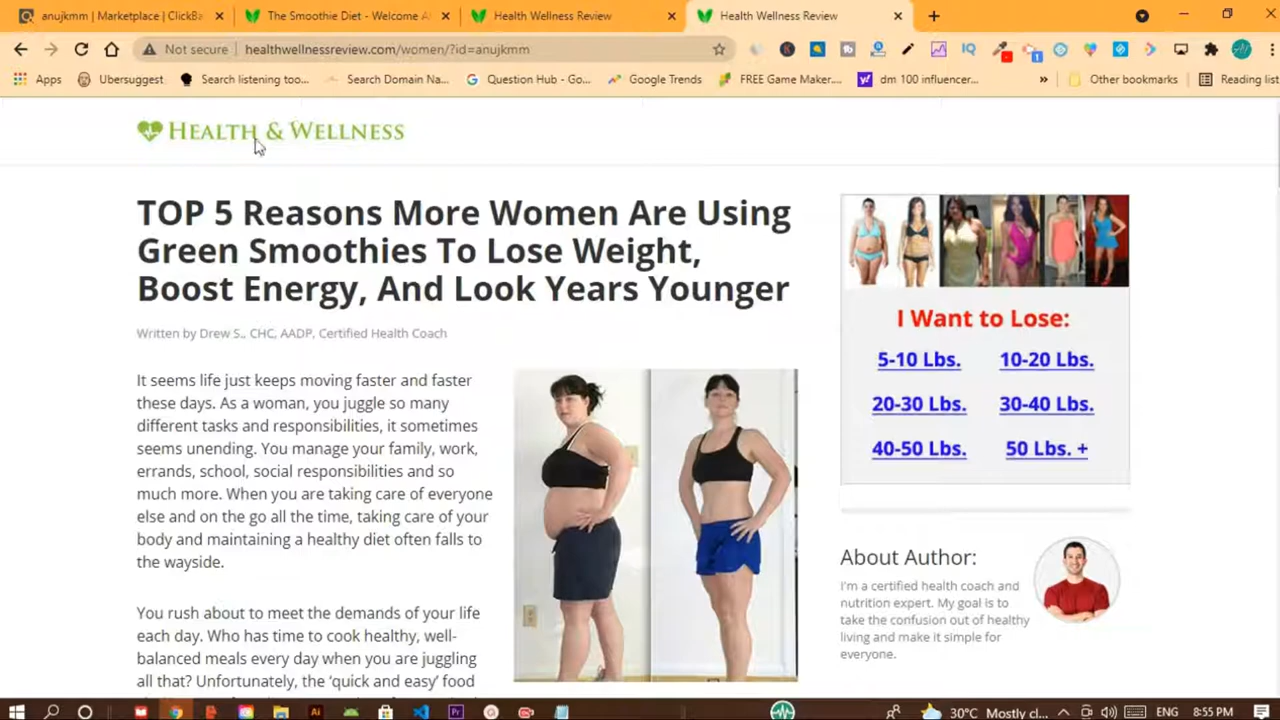 anujkmm | Marketplace | ClickBa
The Smoothie Diet - Welcome A
Health Wellness Review
Health Wellness Review
Not secure
healthwellnessreview.com/women/?id=anujkmm
Apps
Ubersuggest
Search listening too...
Search Domain Na...
Question Hub - Go...
Google Trends
FREE Game Maker....
dm 100 influencer...
»
Other bookmarks
Reading list
HEALTH & WELLNESS
TOP 5 Reasons More Women Are Using
Green Smoothies To Lose Weight,
Boost Energy, And Look Years Younger
Written by Drew S., CHC, AADP, Certified Health Coach
It seems life just keeps moving faster and faster
these days. As a woman, you juggle so many
different tasks and responsibilities, it sometimes
seems unending. You manage your family, work,
errands, school, social responsibilities and so
much more. When you are taking care of everyone
else and on the go all the time, taking care of your
body and maintaining a healthy diet often falls to
the wayside.
You rush about to meet the demands of your life
each day. Who has time to cook healthy, well-
balanced meals every day when you are juggling
all that? Unfortunately, the 'quick and easy' food
I Want to Lose:
5-10 Lbs. 10-20 Lbs.
20-30 Lbs. 30-40 Lbs.
40-50 Lbs. 50 Lbs. +
About Author:
I'm a certified health coach and
nutrition expert. My goal is to
take the confusion out of healthy
living and make it simple for
everyone.
30°C Mostly cl... ENG 8:55 PM